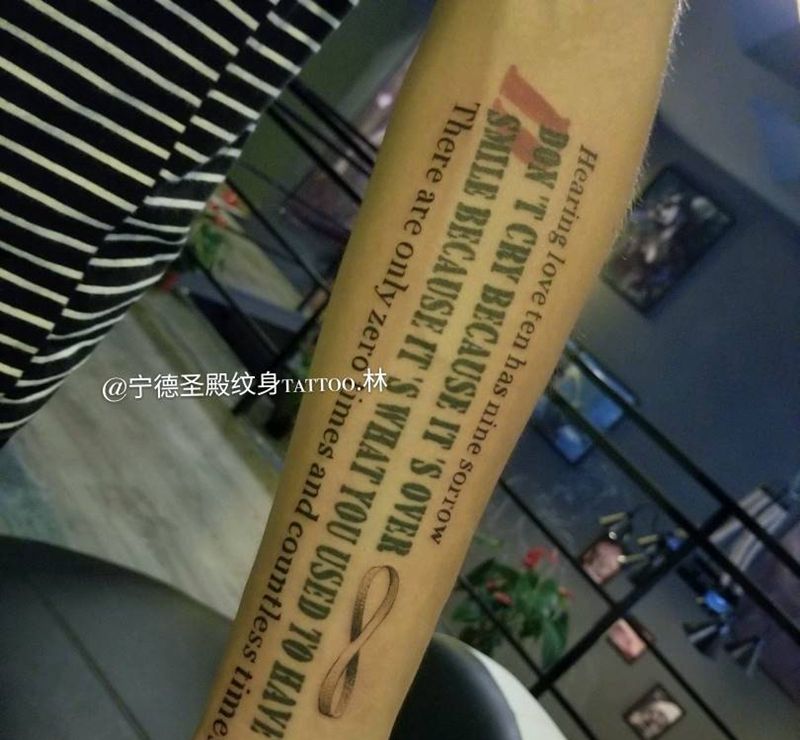 Hearing love ten has nine sorrow
DON'T CRY BECAUSE IT'S OVER
SMILE BECAUSE IT'S WHAT YOU USED TO HAVE
There are only zero times and countless times
@宁德圣殿纹身TATTOO.林